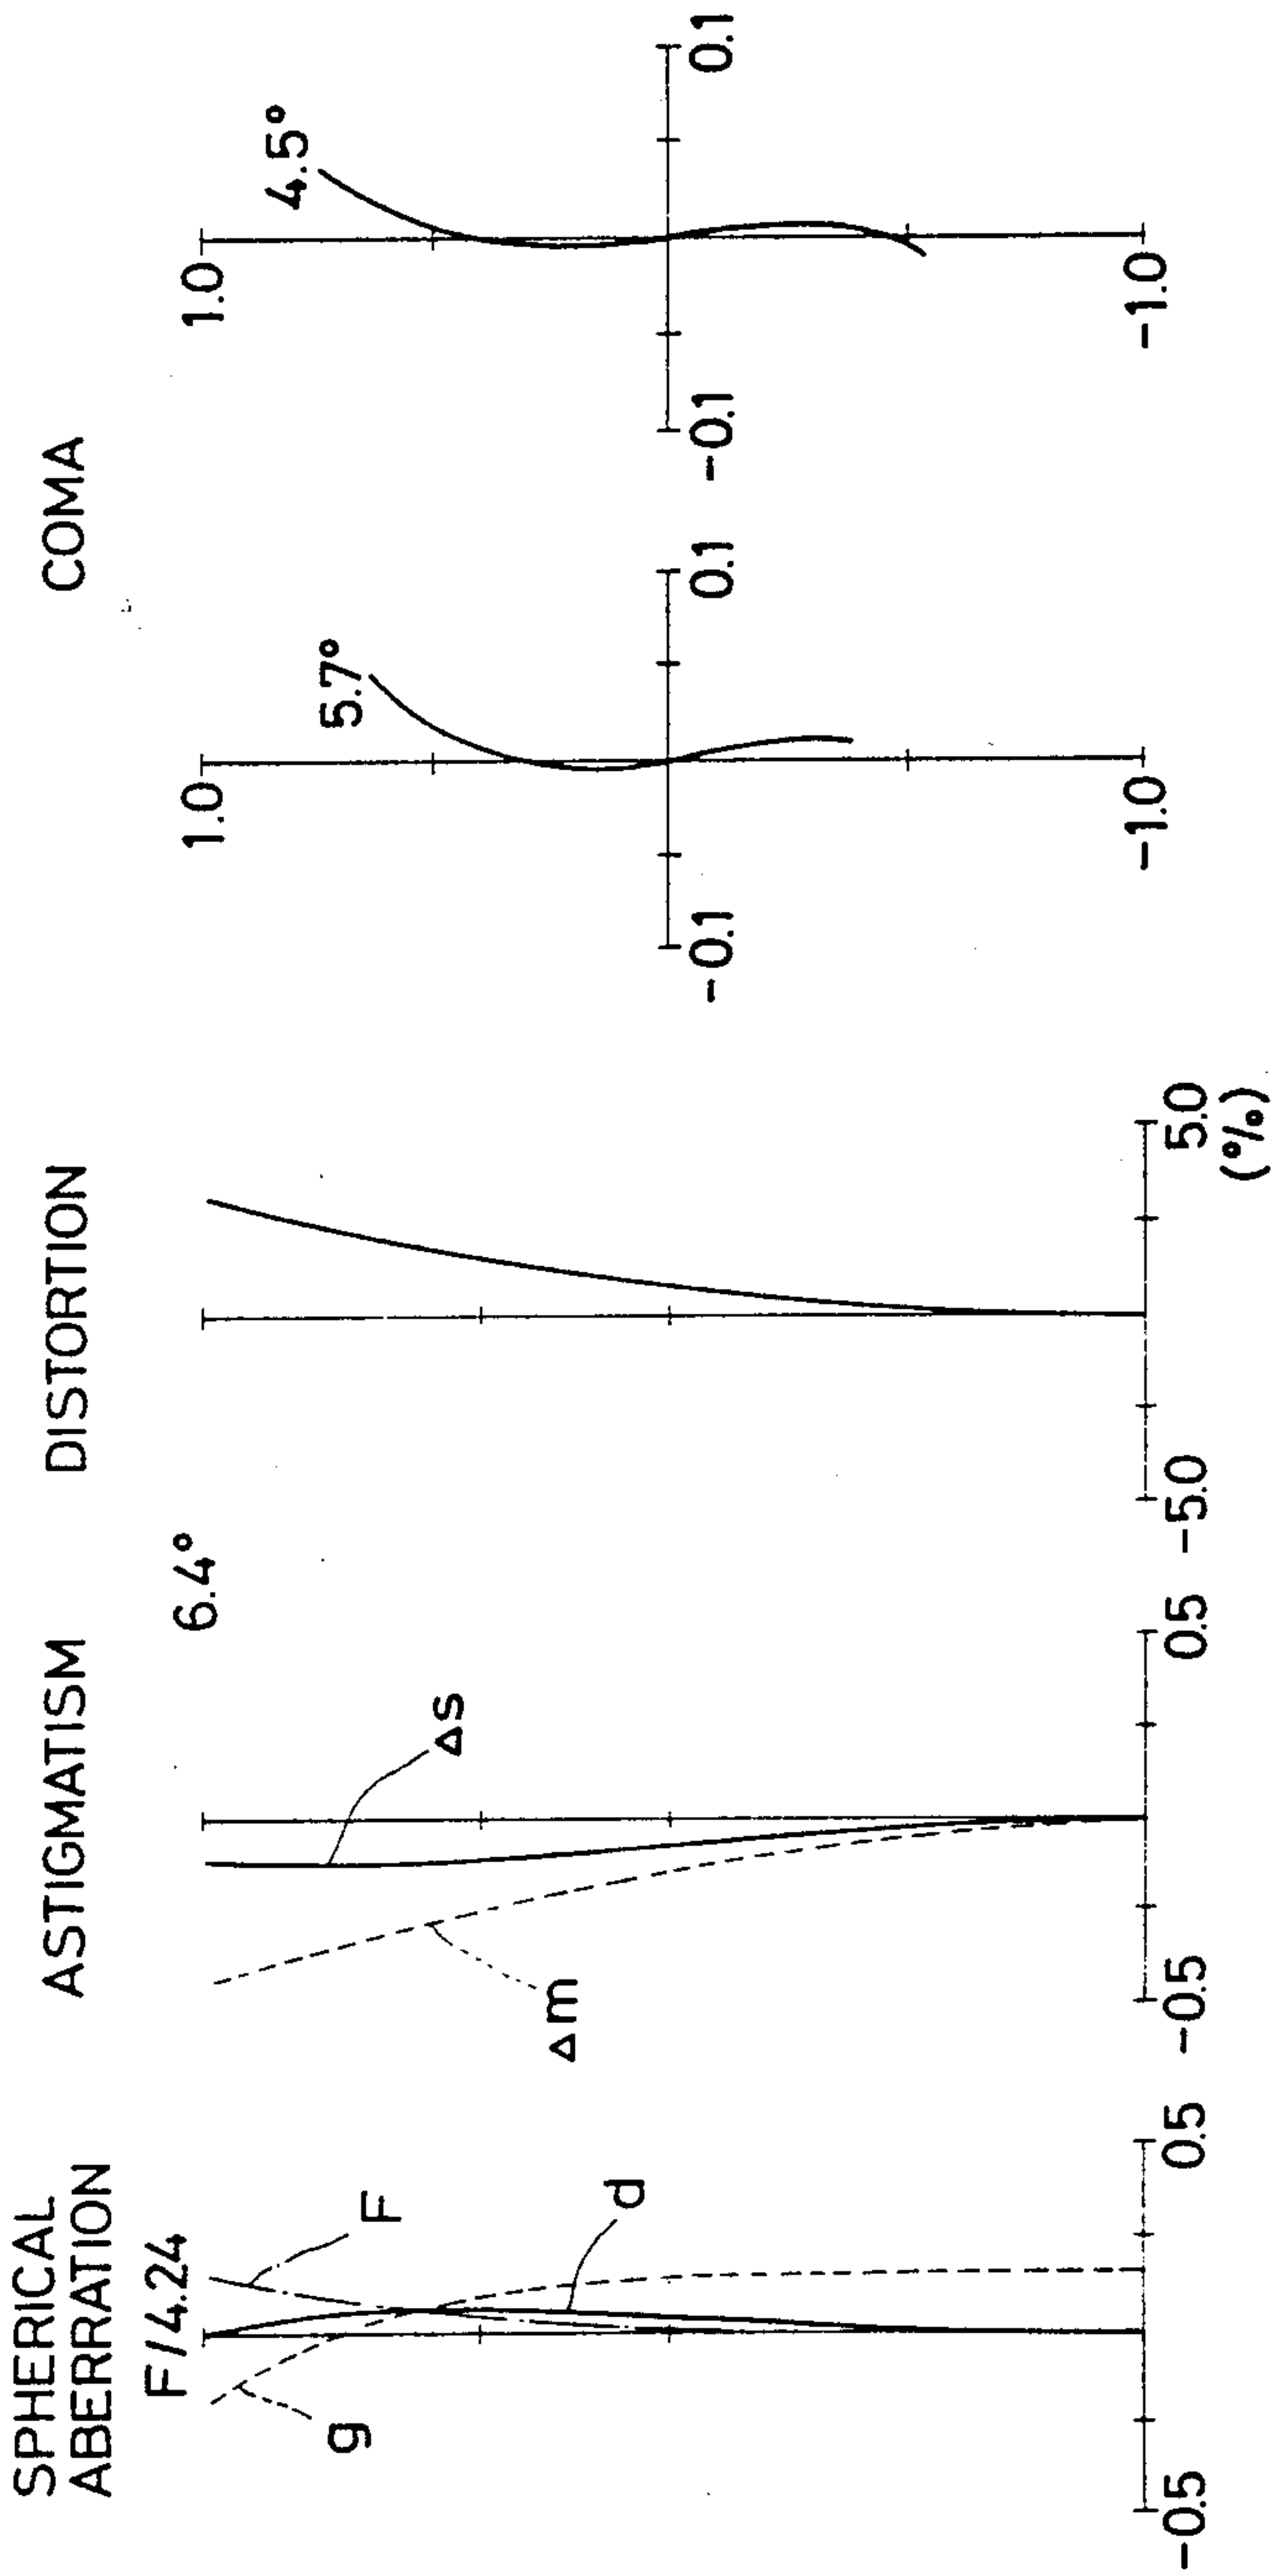 SPHERICAL
ABERRATION
F/4.24
g
F
d
-0.5
0.5
ASTIGMATISM
6.4°
Δm
Δs
-0.5
0.5
DISTORTION
-5.0
5.0
(%)
COMA
1.0
5.7°
-0.1
0.1
-1.0
1.0
4.5°
-0.1
0.1
-1.0